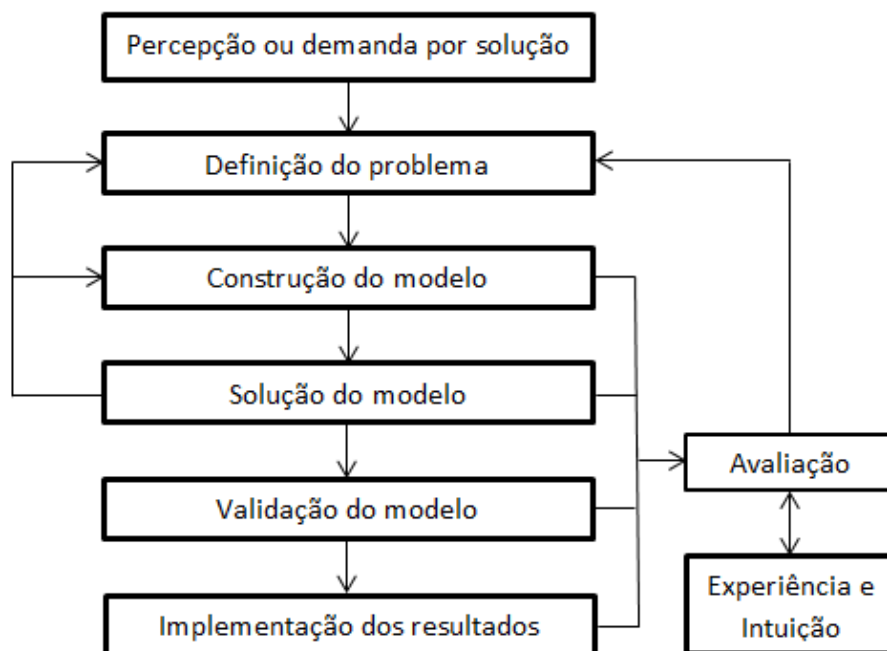 Percepção ou demanda por solução
Definição do problema
Construção do modelo
Solução do modelo
Avaliação
Validação do modelo
Experiência e
Intuição
Implementação dos resultados